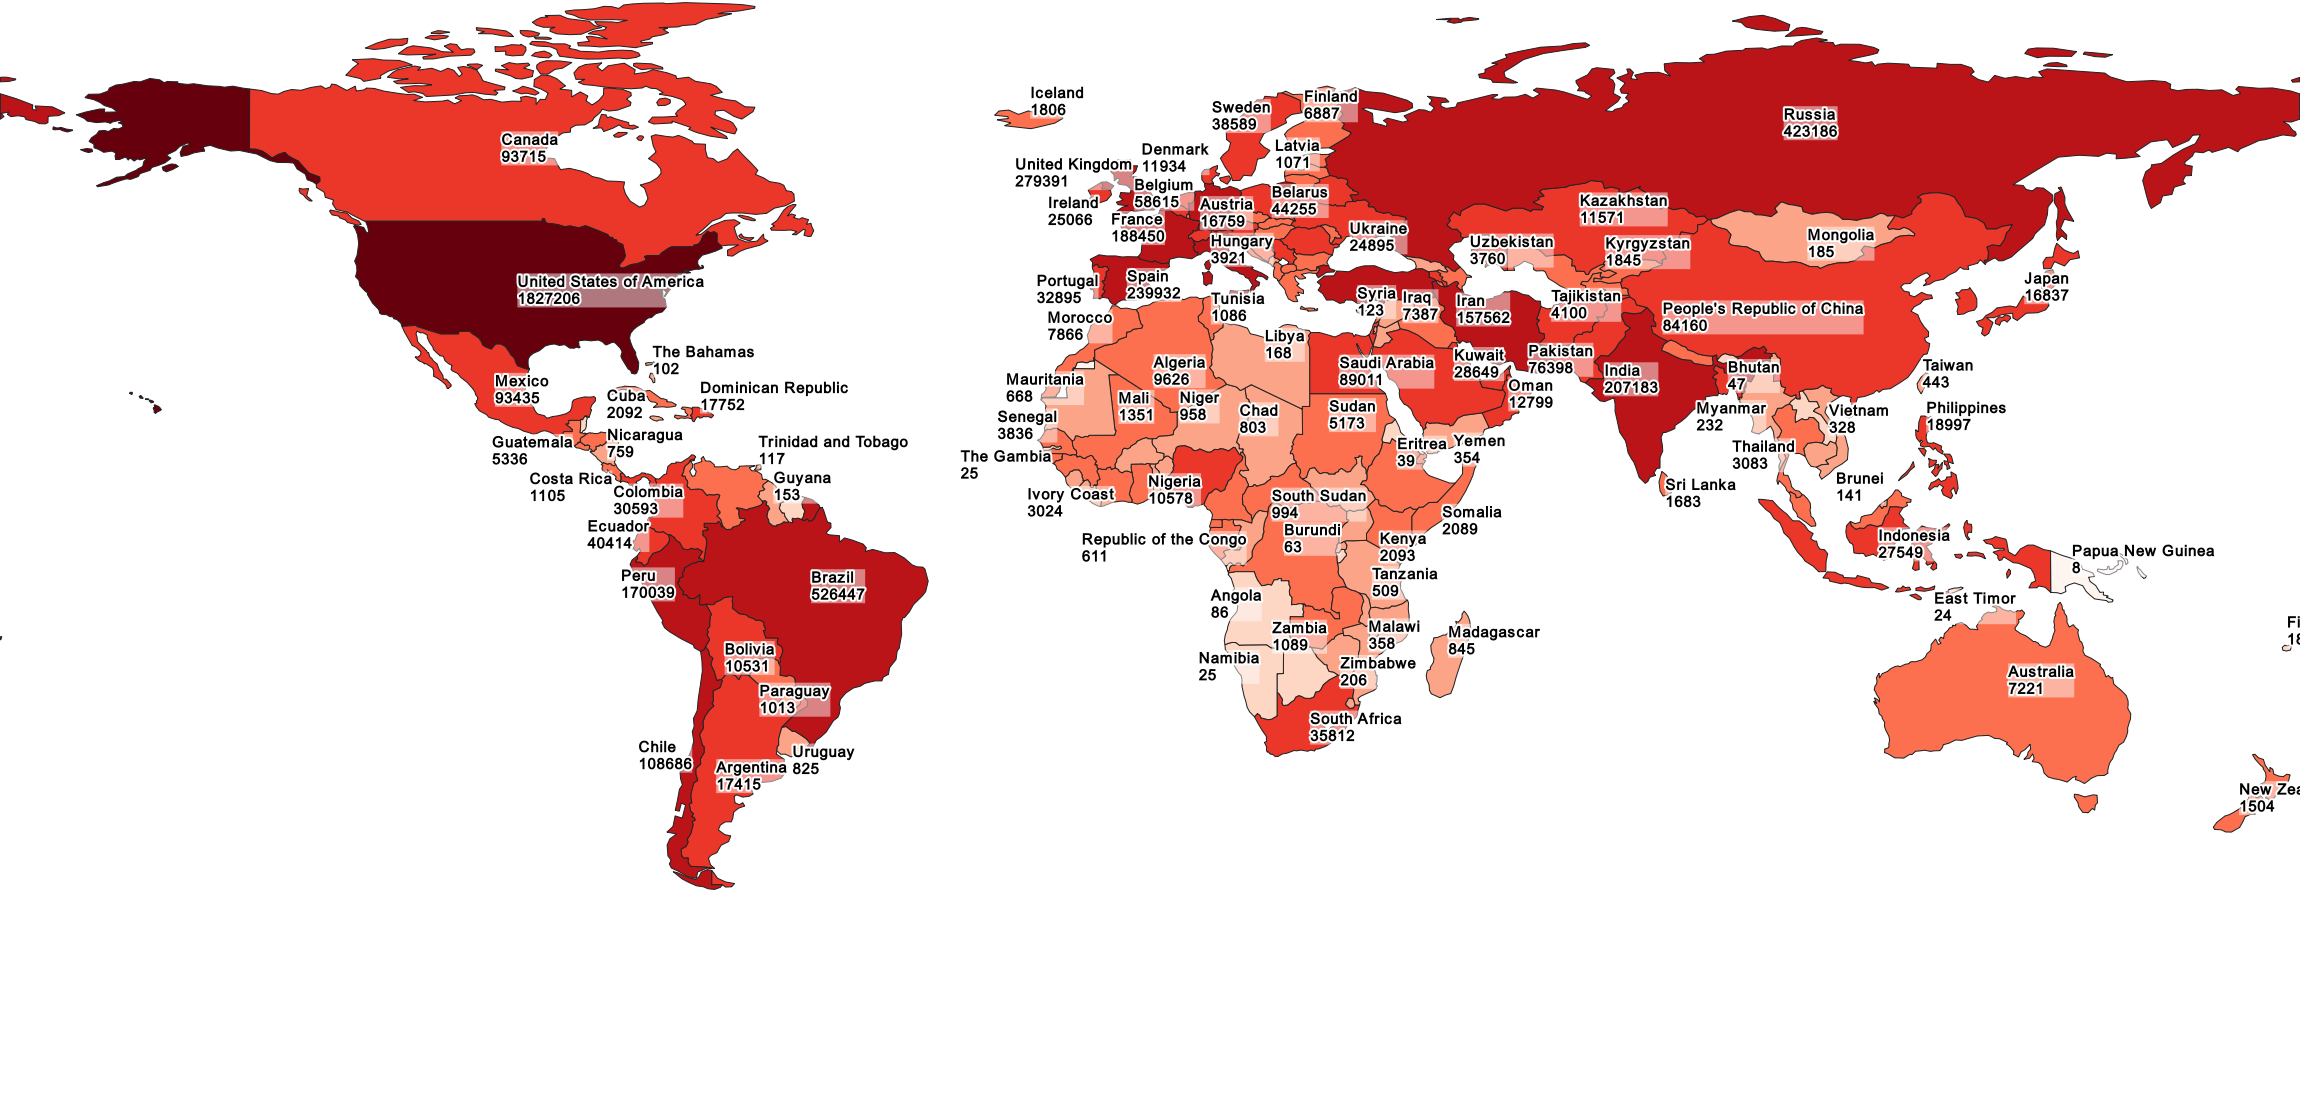 Iceland
1806
Sweden
38589
Finland
6887
Russia
423186
Canada
93715
Denmark
11934
Latvia
1071
United Kingdom
279391
Belgium
58615
Ireland
25066
Austria
16759
Belarus
44255
France
188450
Ukraine
24895
Hungary
3921
Kazakhstan
11571
Uzbekistan
3760
Kyrgyzstan
1845
Mongolia
185
Japan
16837
United States of America
1827206
Portugal
32895
Spain
239932
Tunisia
1086
Syria
123
Iraq
7387
Iran
157562
Tajikistan
4100
People's Republic of China
84160
Morocco
7866
Libya
168
The Bahamas
102
Algeria
9626
Saudi Arabia
89011
Kuwait
28649
Pakistan
76398
India
207183
Bhutan
47
Taiwan
443
Mexico
93435
Cuba
2092
Dominican Republic
17752
Mauritania
668
Mali
1351
Niger
958
Chad
803
Sudan
5173
Oman
12799
Myanmar
232
Vietnam
328
Philippines
18997
Senegal
3836
Guatemala
5336
Nicaragua
759
Trinidad and Tobago
117
The Gambia
25
Eritrea
39
Yemen
354
Thailand
3083
Costa Rica
1105
Colombia
30593
Guyana
153
Ivory Coast
3024
Nigeria
10578
South Sudan
994
Sri Lanka
1683
Brunei
141
Ecuador
40414
Republic of the Congo
611
Burundi
63
Kenya
2093
Somalia
2089
Indonesia
27549
Papua New Guinea
8
Peru
170039
Brazil
526447
Tanzania
509
Angola
86
East Timor
24
Zambia
1089
Malawi
358
Madagascar
845
Fi
18
Bolivia
10531
Namibia
25
Zimbabwe
206
Australia
7221
Paraguay
1013
South Africa
35812
Chile
108686
Uruguay
825
Argentina
17415
New Zea
1504